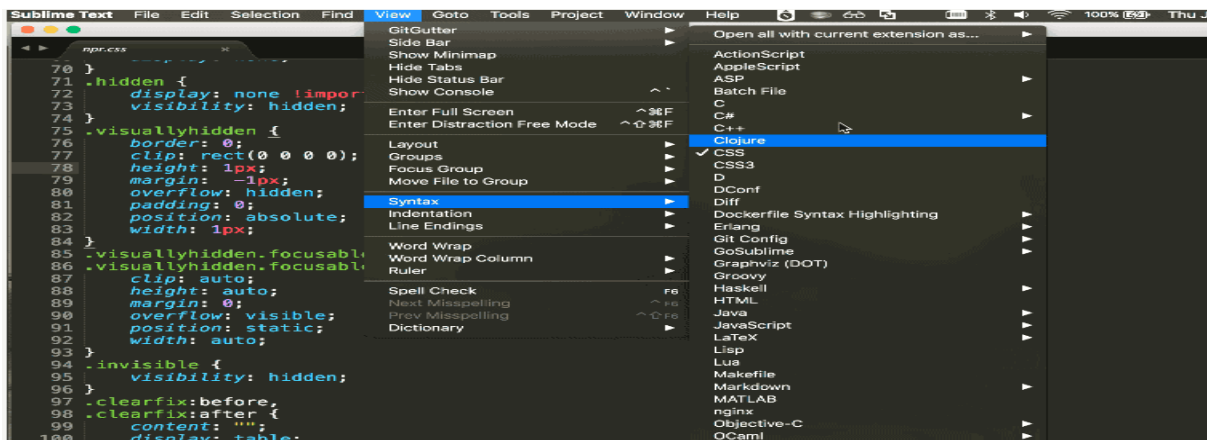 Sublime Text File Edit Selection Find View Goto Tools Project Window Help 100% Thu
npr.css
70 }
71 .hidden {
72 display: none !impor
73 visibility: hidden;
74 }
75 .visuallyhidden {
76 border: 0;
77 clip: rect(0 0 0 0);
78 height: 1px;
79 margin: -1px;
80 overflow: hidden;
81 padding: 0;
82 position: absolute;
83 width: 1px;
84 }
85 .visuallyhidden.focusabl
86 .visuallyhidden.focusabl
87 clip: auto;
88 height: auto;
89 margin: 0;
90 overflow: visible;
91 position: static;
92 width: auto;
93 }
94 .invisible {
95 visibility: hidden;
96 }
97 .clearfix:before,
98 .clearfix:after {
99 content: "";
100 display: table;
GitGutter
Side Bar
Show Minimap
Hide Tabs
Hide Status Bar
Show Console ^`
Enter Full Screen ^⌘F
Enter Distraction Free Mode ^⇧⌘F
Layout
Groups
Focus Group
Move File to Group
Syntax
Indentation
Line Endings
Word Wrap
Word Wrap Column
Ruler
Spell Check F6
Next Misspelling ^F6
Prev Misspelling ^⇧F6
Dictionary
Open all with current extension as...
ActionScript
AppleScript
ASP
Batch File
C
C#
C++
Clojure
✓ CSS
CSS3
D
DConf
Diff
Dockerfile Syntax Highlighting
Erlang
Git Config
GoSublime
Graphviz (DOT)
Groovy
Haskell
HTML
Java
JavaScript
LaTeX
Lisp
Lua
Makefile
Markdown
MATLAB
nginx
Objective-C
OCaml